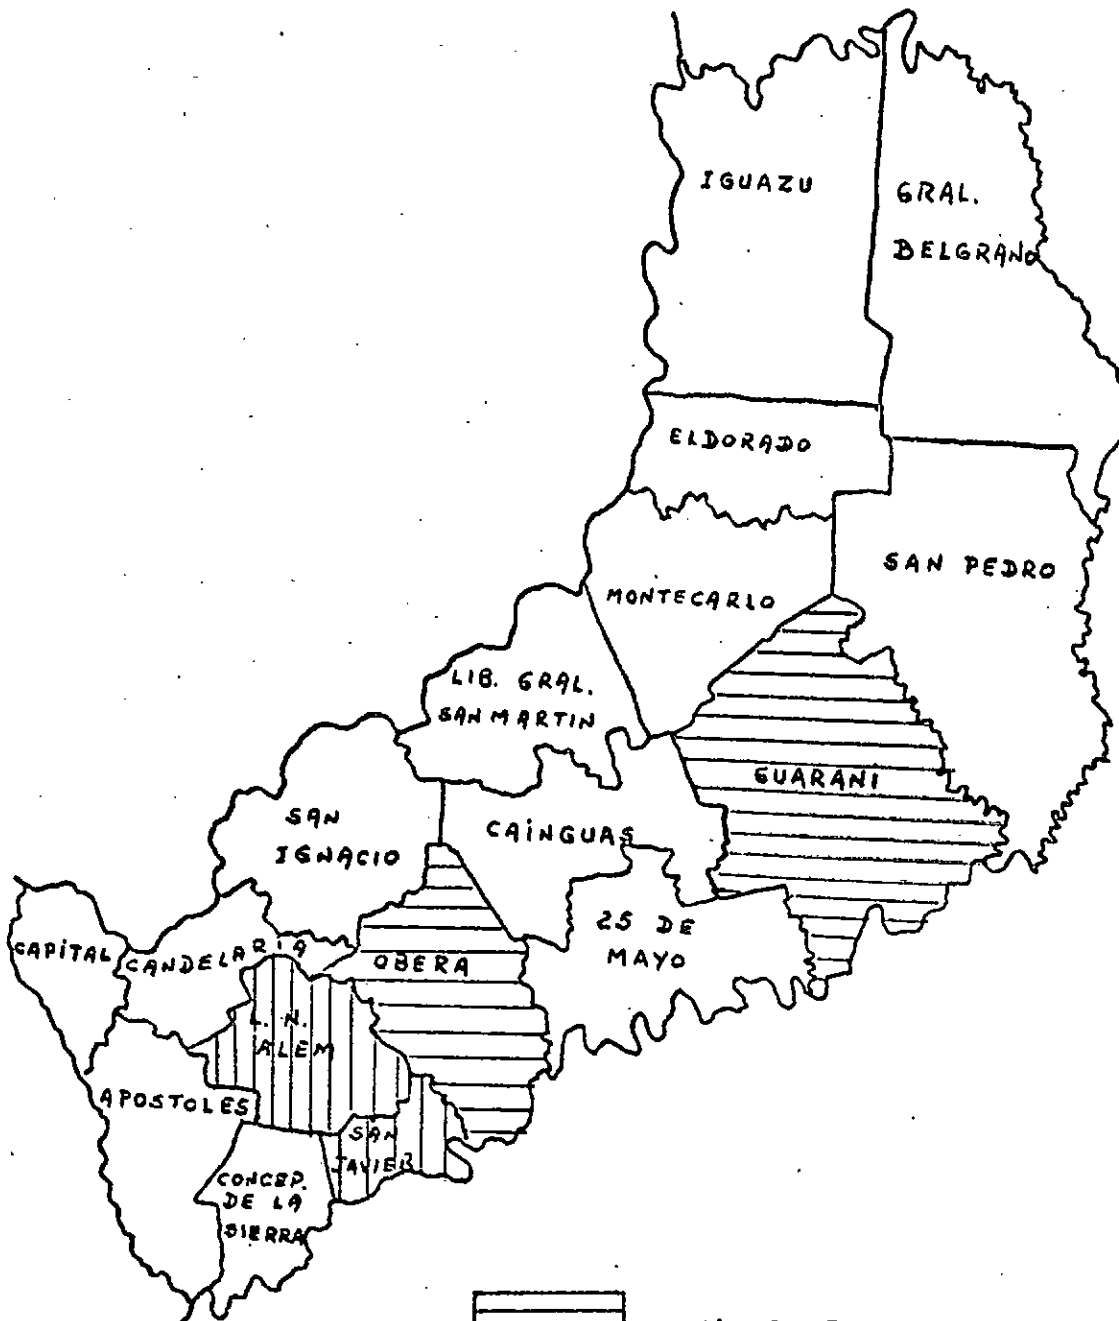 IGUAZU
GRAL.
BELGRANO
ELDORADO
SAN PEDRO
MONTECARLO
LIB. GRAL.
SAN MARTIN
GUARANI
SAN
IGNACIO
CAINGUAS
25 DE
MAYO
CAPITAL
CANDELARIA
OBERA
L. N.
ALEM
APOSTOLES
SAN
JAVIER
CONCEP.
DE LA
SIERRA